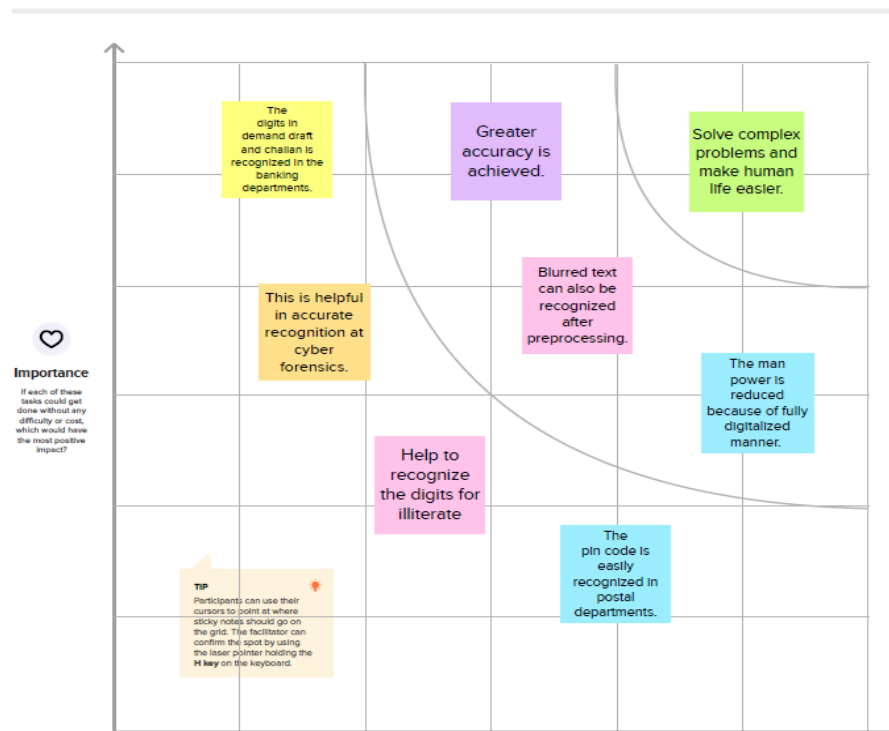 The
digits in
demand draft
and challan is
recognized in the
banking
departments.
Greater
accuracy is
achieved.
Solve complex
problems and
make human
life easier.
This is helpful
in accurate
recognition at
cyber
forensics.
Blurred text
can also be
recognized
after
preprocessing.
Importance
If each of these
tasks could get
done without any
difficulty or cost,
which would have
the most positive
impact?
The man
power is
reduced
because of fully
digitalized
manner.
Help to
recognize
the digits for
illiterate
The
pin code is
easily
recognized in
postal
departments.
TIP
Participants can use their
cursors to point at where
sticky notes should go on
the grid. The facilitator can
confirm the spot by using
the laser pointer holding the
H key on the keyboard.